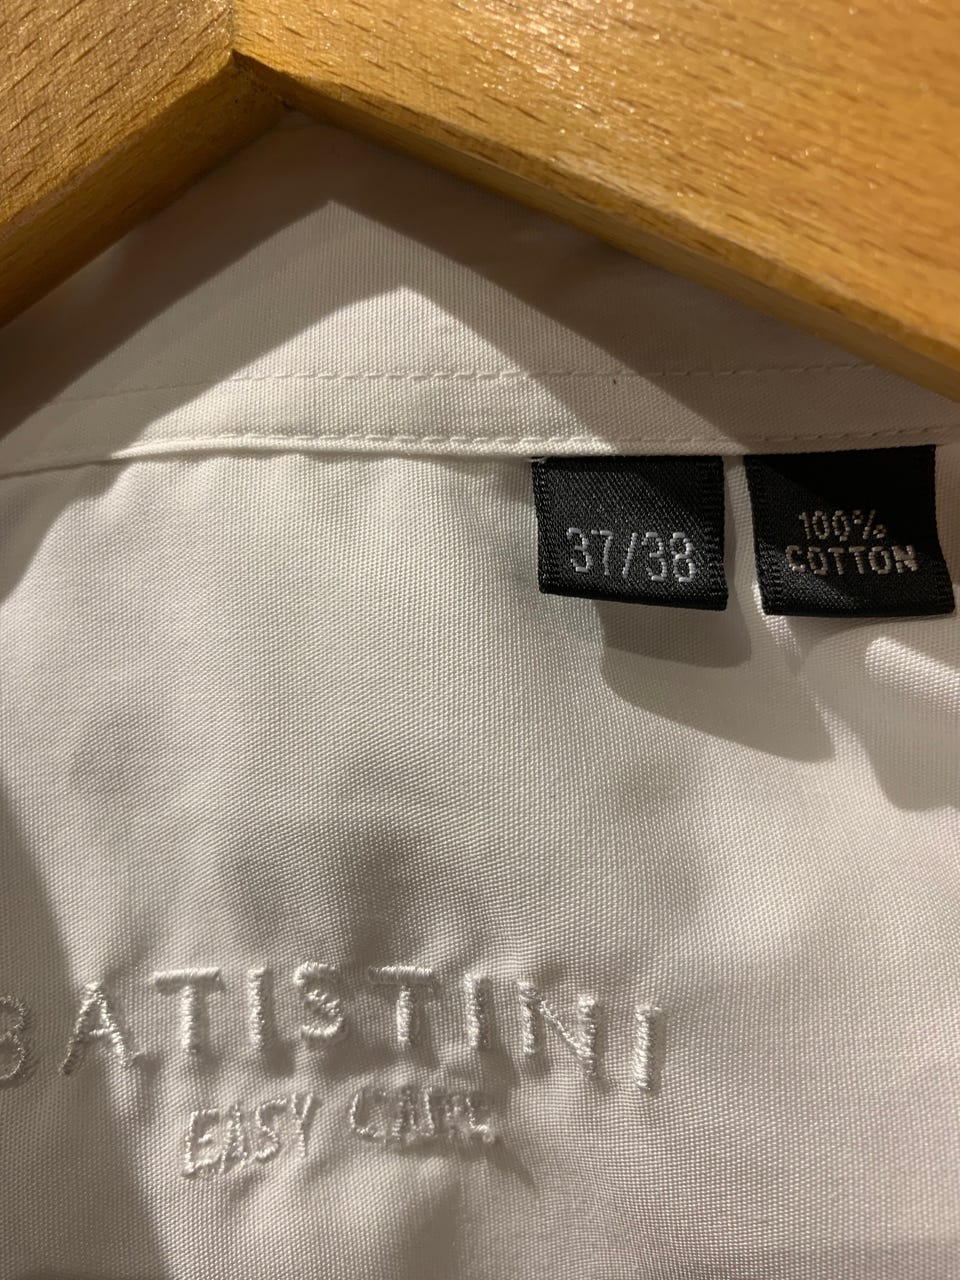 37/38
100%
COTTON
BATISTINI
EASY CARE